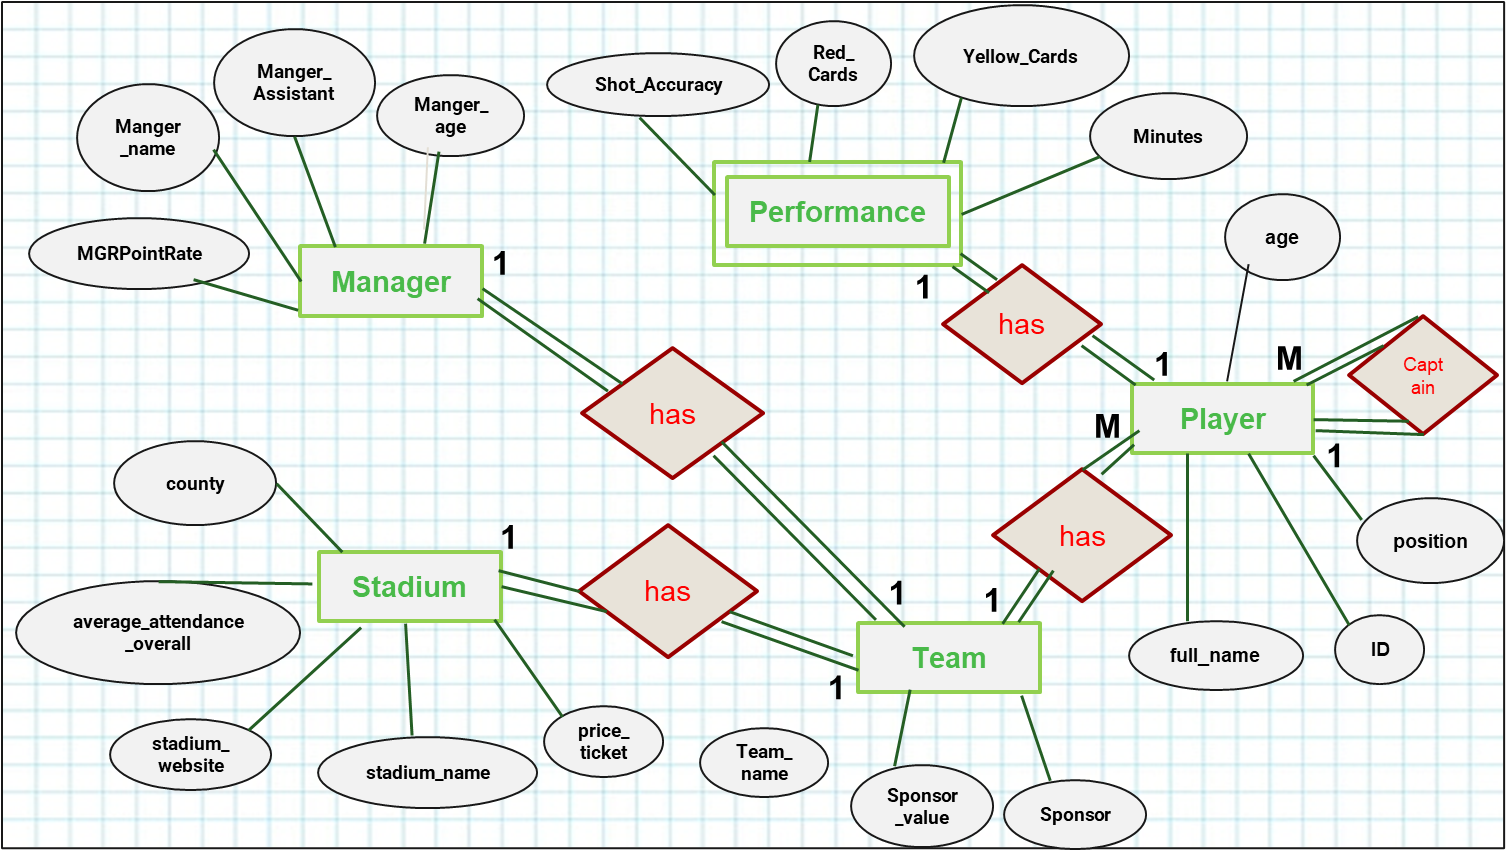 Manger_
Assistant
Manger_
age
Manger
_name
MGRPointRate
Manager
1
Shot_Accuracy
Red_
Cards
Yellow_Cards
Minutes
Performance
1
has
1
age
M
Capt
ain
Player
M
1
has
county
Stadium
1
has
average_attendance
_overall
stadium_
website
stadium_name
price_
ticket
has
1
1
1
Team
Team_
name
Sponsor
_value
Sponsor
full_name
ID
position